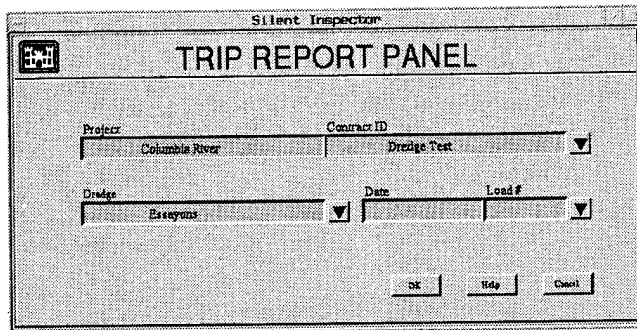 Silent Inspector
TRIP REPORT PANEL
Project Contract ID
Columbia River Dredge Test
Dredge Date Load #
Essayons
OK Help Cancel